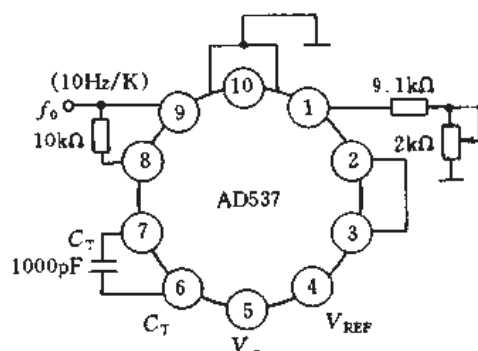 (10Hz/K)
f₀
10kΩ
9
10
1
9.1kΩ
2kΩ
8
2
AD537
7
3
C_T
1000pF
6
5
4
C_T
V_REF